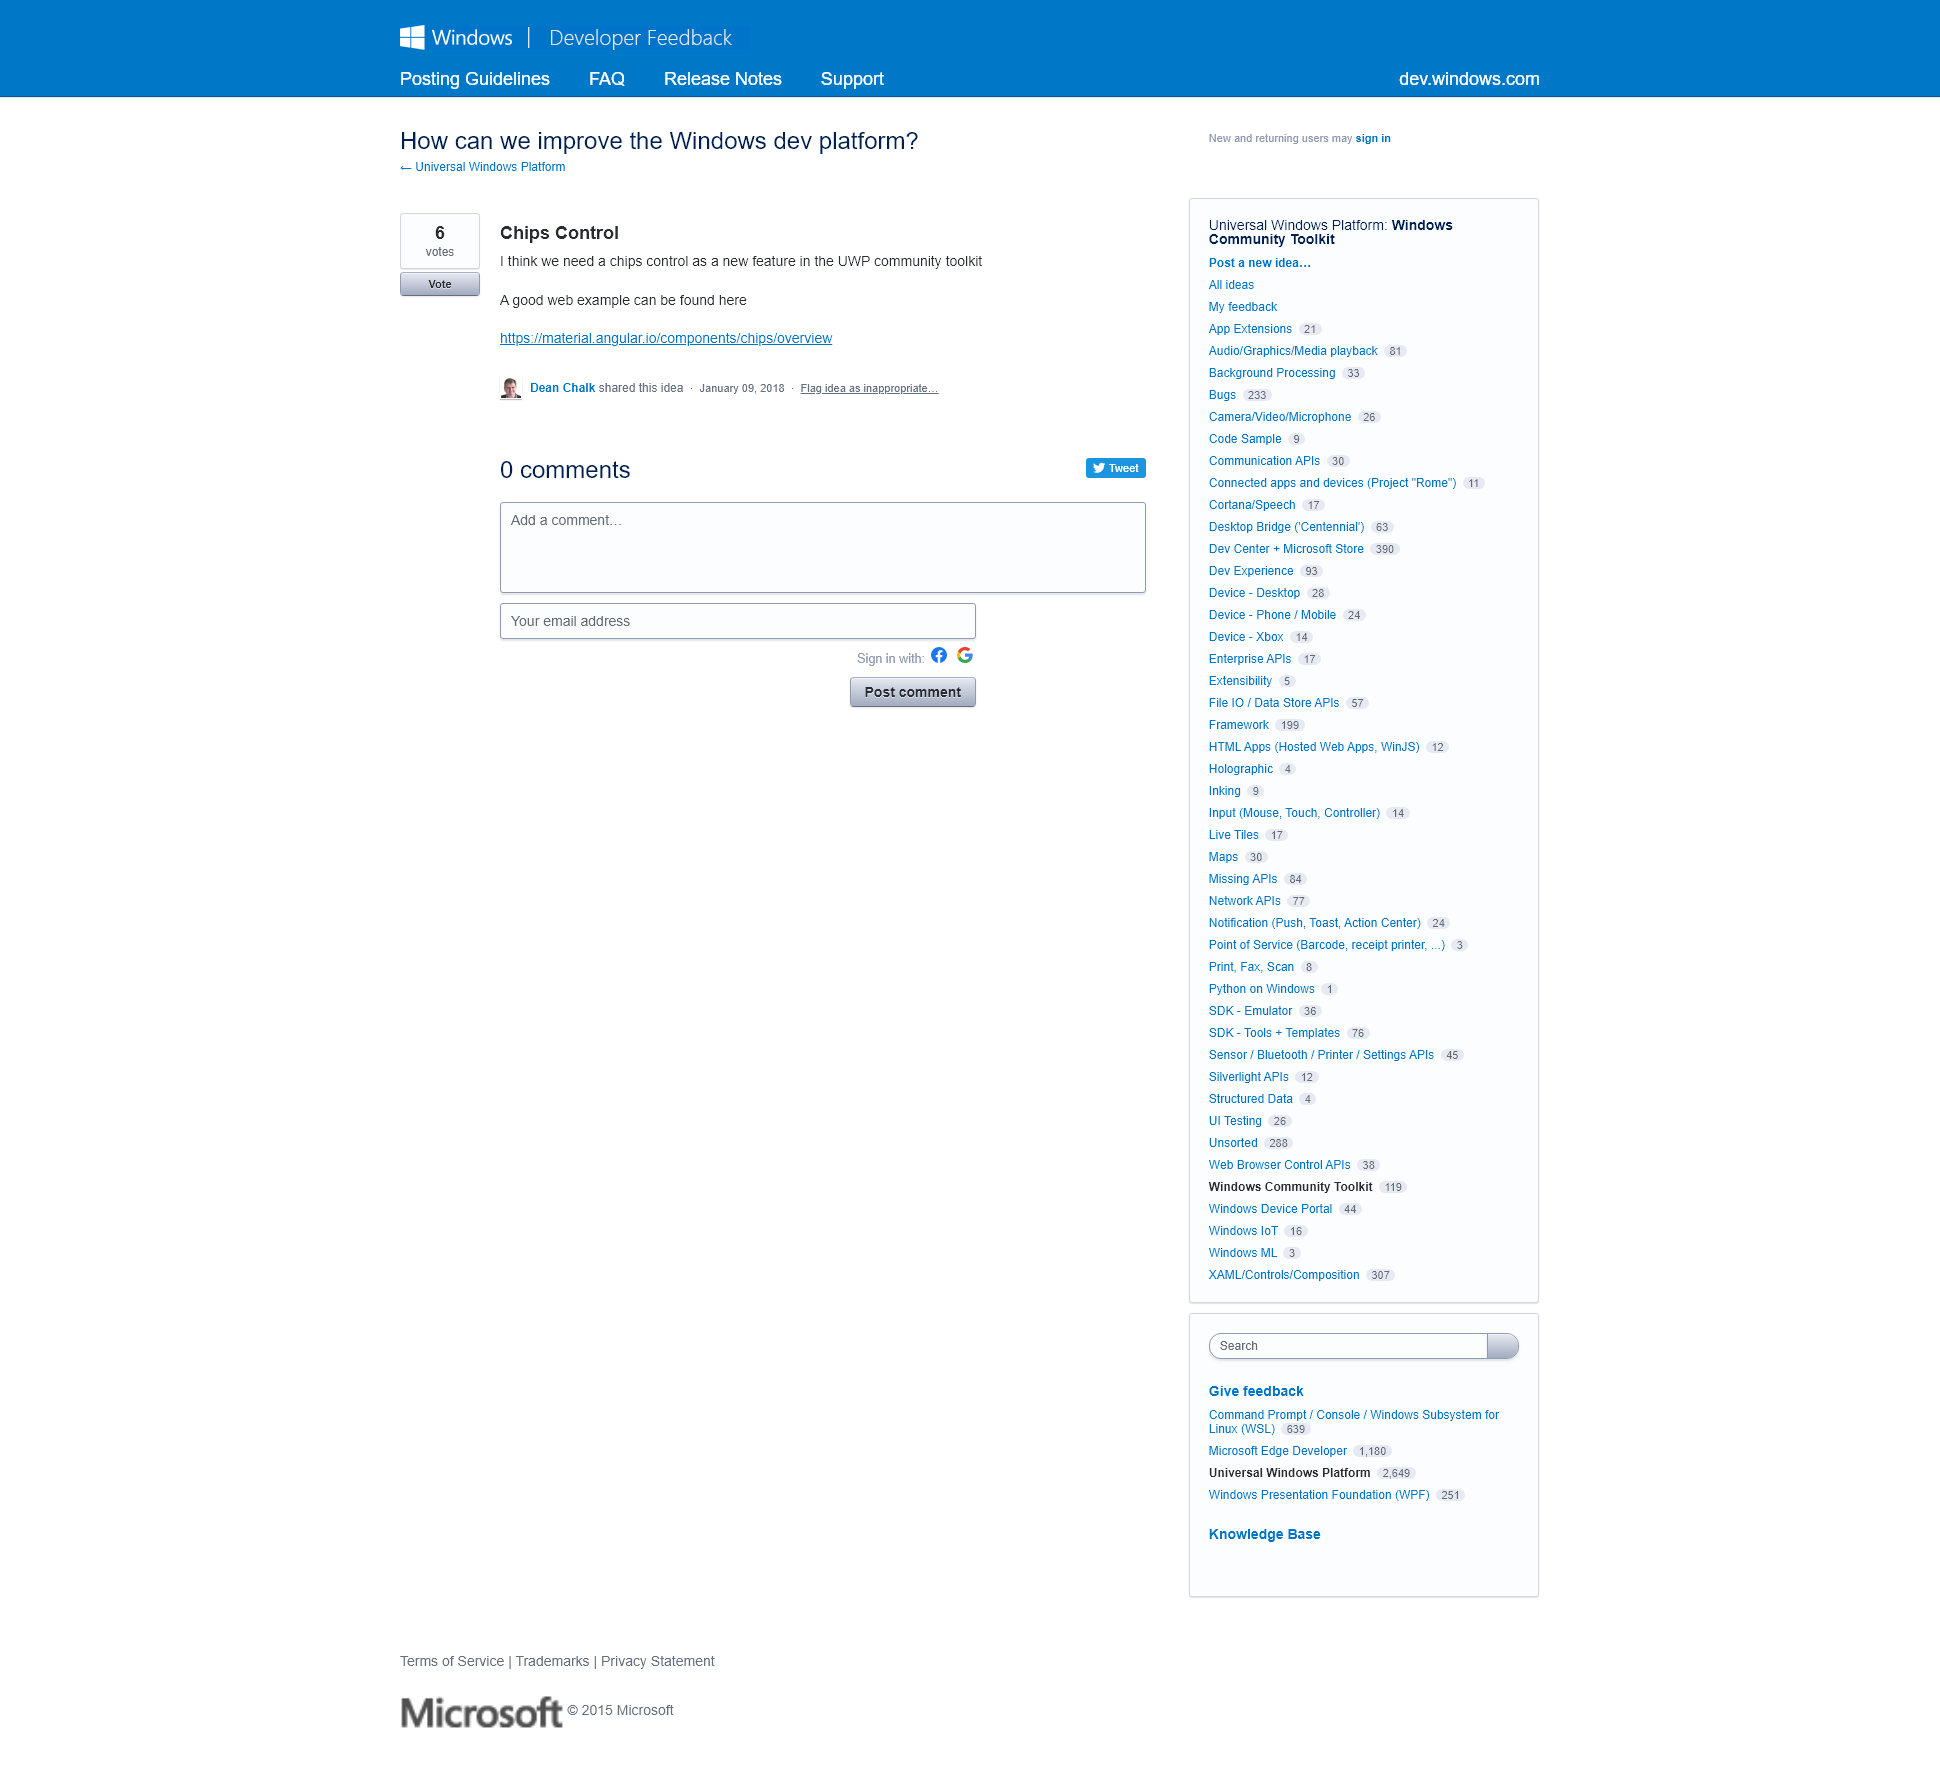 Windows | Developer Feedback
Posting Guidelines FAQ Release Notes Support dev.windows.com
How can we improve the Windows dev platform?
← Universal Windows Platform
New and returning users may sign in
6
votes
Vote
Chips Control
I think we need a chips control as a new feature in the UWP community toolkit
A good web example can be found here
https://material.angular.io/components/chips/overview
Dean Chalk shared this idea · January 09, 2018 · Flag idea as inappropriate…
0 comments
Tweet
Add a comment…
Your email address
Sign in with:
Post comment
Universal Windows Platform: Windows
Community Toolkit
Post a new idea…
All ideas
My feedback
App Extensions 21
Audio/Graphics/Media playback 81
Background Processing 33
Bugs 233
Camera/Video/Microphone 26
Code Sample 9
Communication APIs 30
Connected apps and devices (Project "Rome") 11
Cortana/Speech 17
Desktop Bridge ('Centennial') 63
Dev Center + Microsoft Store 390
Dev Experience 93
Device - Desktop 28
Device - Phone / Mobile 24
Device - Xbox 14
Enterprise APIs 17
Extensibility 5
File IO / Data Store APIs 57
Framework 199
HTML Apps (Hosted Web Apps, WinJS) 12
Holographic 4
Inking 9
Input (Mouse, Touch, Controller) 14
Live Tiles 17
Maps 30
Missing APIs 84
Network APIs 77
Notification (Push, Toast, Action Center) 24
Point of Service (Barcode, receipt printer, ...) 3
Print, Fax, Scan 8
Python on Windows 1
SDK - Emulator 36
SDK - Tools + Templates 76
Sensor / Bluetooth / Printer / Settings APIs 45
Silverlight APIs 12
Structured Data 4
UI Testing 26
Unsorted 288
Web Browser Control APIs 38
Windows Community Toolkit 119
Windows Device Portal 44
Windows IoT 16
Windows ML 3
XAML/Controls/Composition 307
Search
Give feedback
Command Prompt / Console / Windows Subsystem for
Linux (WSL) 639
Microsoft Edge Developer 1,180
Universal Windows Platform 2,649
Windows Presentation Foundation (WPF) 251
Knowledge Base
Terms of Service | Trademarks | Privacy Statement
Microsoft © 2015 Microsoft